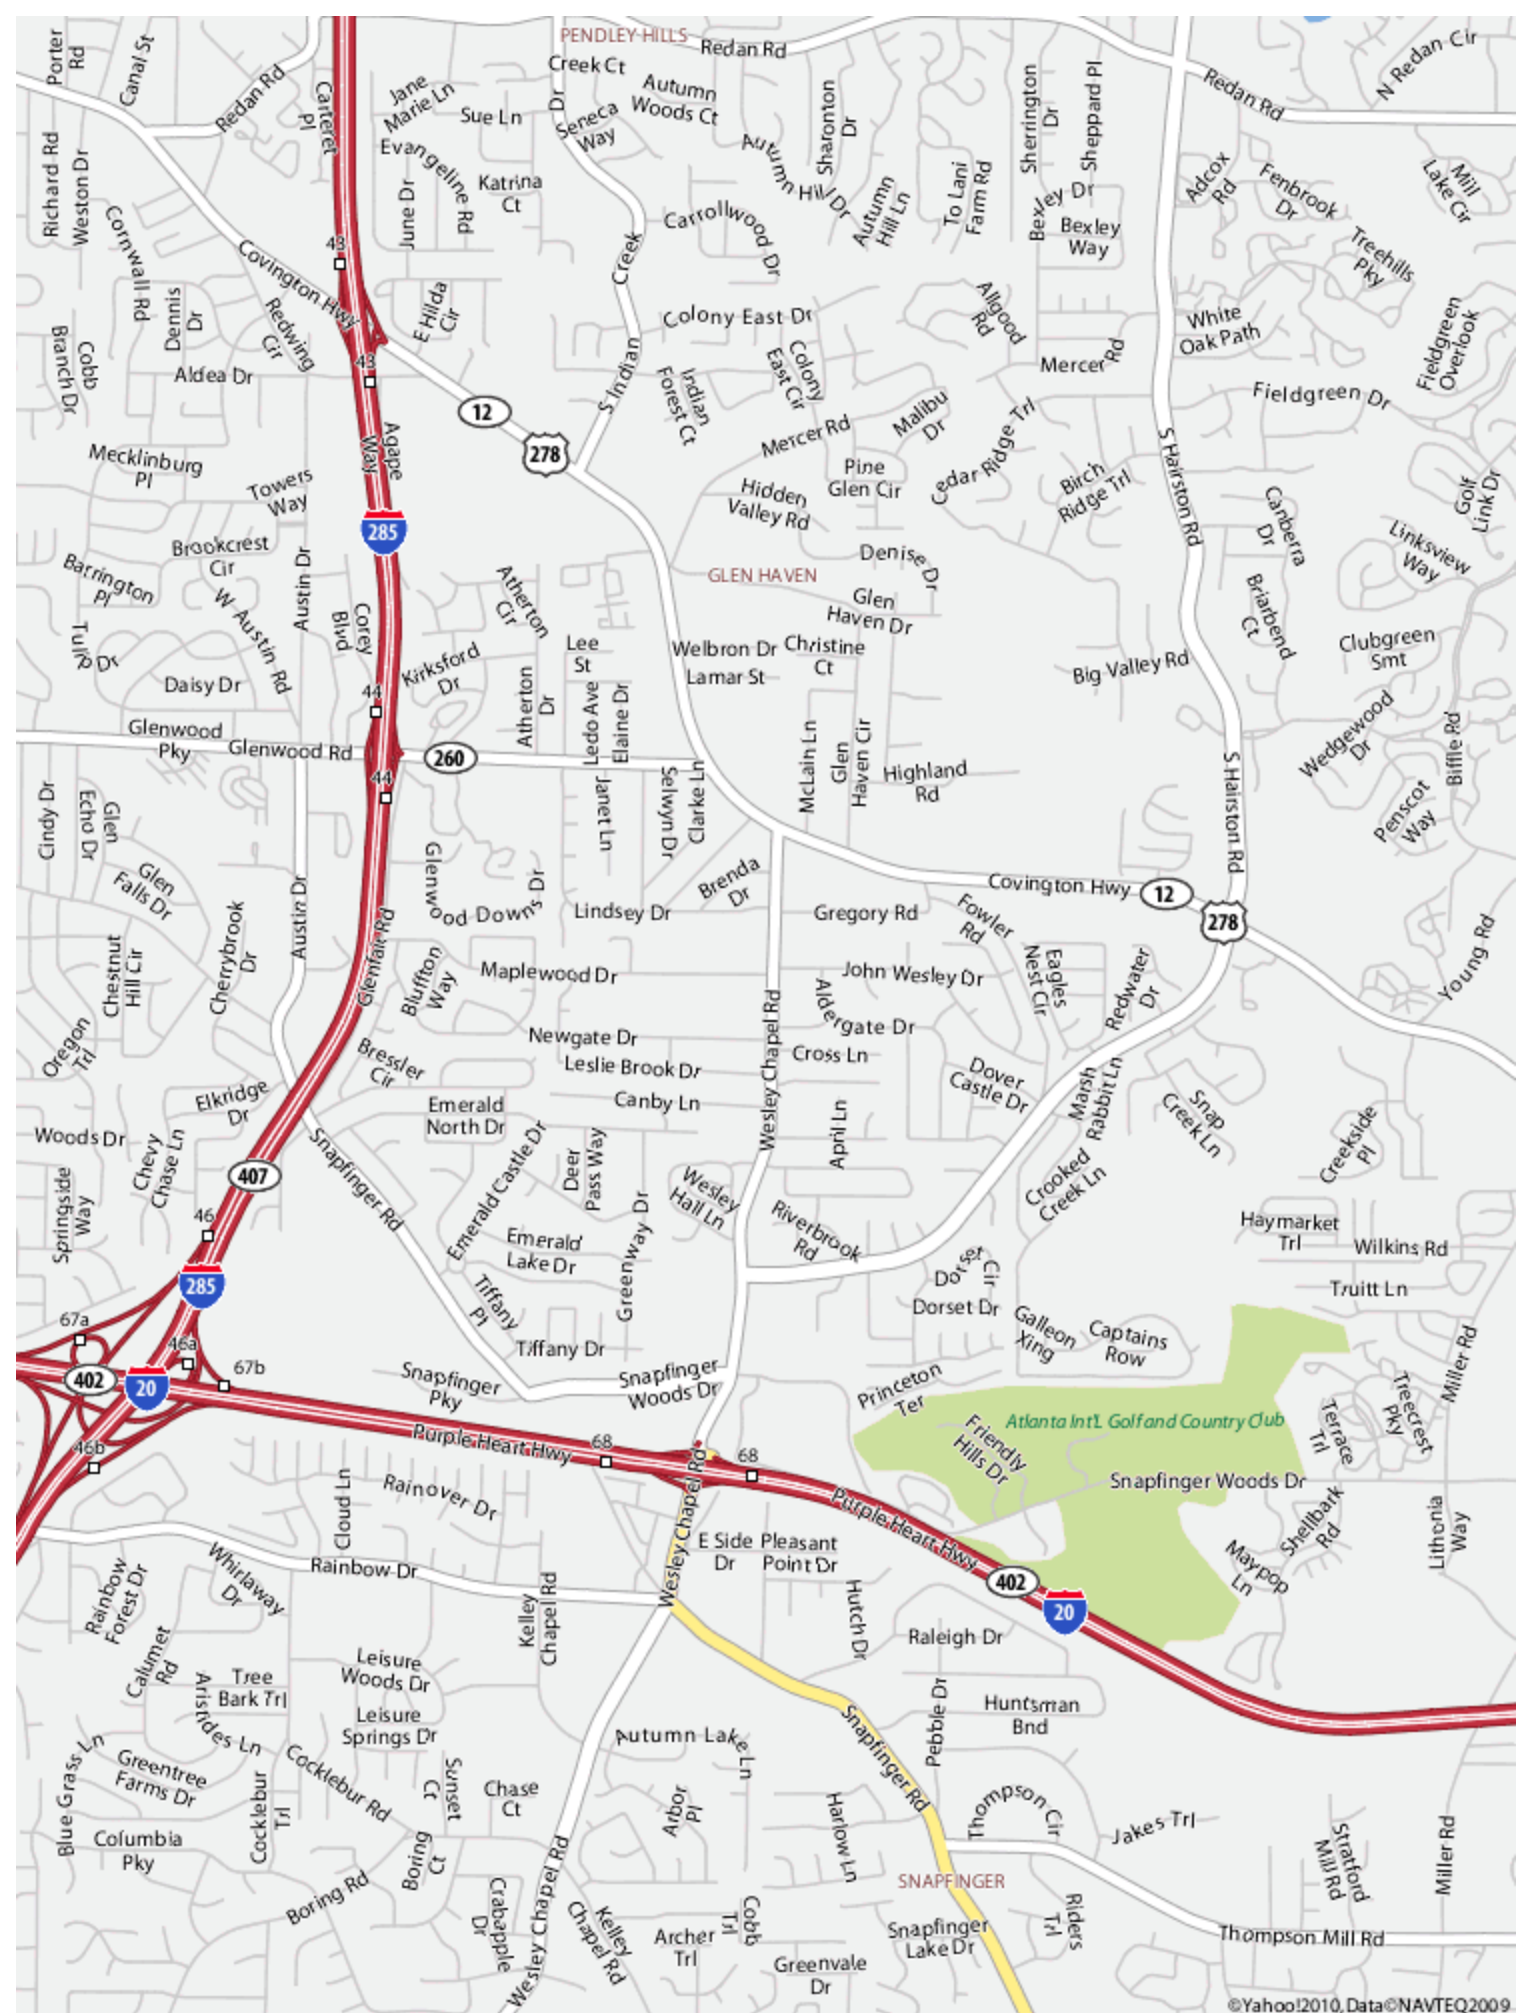 PENDLEY HILLS
Redan Rd
Porter
Rd
Canal St
Redan Rd
Carteret
Pl
Jane
Marie Ln
Sue Ln
Creek Ct
Dr
Seneca
Way
Autumn
Woods Ct
Sharonton
Dr
Sherrington
Dr
Sheppard Pl
Redan Rd
N Redan Cir
Richard Rd
Weston Dr
Cornwall Rd
Evangeline Rd
June Dr
Katrina
Ct
Autumn Hill Dr
Autumn
Hill Ln
To Lani
Farm Rd
Bexley Dr
Bexley
Way
Adcox
Rd
Fenbrook
Dr
Mill
Lake Cir
Carrollwood Dr
Treehills
Pky
43
Covington Hwy
Dennis
Dr
Redwing
Cir
E Hilda
Cir
S Indian
Creek
Colony East Dr
Allgood
Rd
White
Oak Path
Fieldgreen
Overlook
Cobb
Branch Dr
Aldea Dr
43
Indian
Forest Ct
Colony
East Cir
Mercer Rd
Fieldgreen Dr
12
278
Mercer Rd
Malibu
Dr
Cedar Ridge Trl
S Hairston Rd
Mecklinburg
Pl
Agape
Way
Towers
Way
Pine
Glen Cir
Hidden
Valley Rd
Birch
Ridge Trl
Canberra
Dr
Golf
Link Dr
285
Brookcrest
Cir
Denise Dr
Linksview
Way
Barrington
Pl
Austin Dr
W Austin Rd
Corey
Blvd
Atherton
Cir
GLEN HAVEN
Glen
Haven Dr
Briarbend
Ct
Tulip Dr
Lee
St
Welbron Dr
Christine
Ct
Clubgreen
Smt
Daisy Dr
Kirksford
Dr
Lamar St
Big Valley Rd
44
Atherton
Dr
Ledo Ave
Elaine Dr
Wedgewood
Dr
Biffle Rd
Glenwood
Pky
Glenwood Rd
260
McLain Ln
Glen
Haven Cir
Highland
Rd
S Hairston Rd
44
Cindy Dr
Glen
Echo Dr
Janet Ln
Selwyn Dr
Clarke Ln
Penscot
Way
Glen
Falls Dr
Glenwood Downs Dr
Brenda
Dr
Covington Hwy
12
278
Austin Dr
Lindsey Dr
Gregory Rd
Fowler
Rd
Chestnut
Hill Cir
Cherrybrook
Dr
Glenfair Rd
Bluffton
Way
Maplewood Dr
John Wesley Dr
Eagles
Nest Cir
Redwater
Dr
Young Rd
Wesley Chapel Rd
Aldergate Dr
Oregon
Trl
Newgate Dr
Cross Ln
Bressler
Cir
Leslie Brook Dr
Dover
Castle Dr
Marsh
Rabbit Ln
Snap
Creek Ln
Elkridge
Dr
Emerald
North Dr
Canby Ln
April Ln
Creekside
Pl
Woods Dr
Chevy
Chase Ln
Snapfinger Rd
Emerald Castle Dr
Deer
Pass Way
407
Wesley
Hall Ln
Crooked
Creek Ln
Springside
Way
46
Emerald
Lake Dr
Greenway Dr
Riverbrook
Rd
Haymarket
Trl
Wilkins Rd
285
Tiffany
Pl
Dorset Cir
Dorset Dr
Truitt Ln
67a
46a
67b
Tiffany Dr
Galleon
Xing
Captains
Row
Miller Rd
402
20
Snapfinger
Pky
Snapfinger
Woods Dr
Princeton
Ter
Atlanta Int'L Golf and Country Club
Terrace
Trl
Treecrest
Pky
46b
Purple Heart Hwy
68
68
Friendly
Hills Dr
Snapfinger Woods Dr
Cloud Ln
Rainover Dr
Wesley Chapel Rd
Purple Heart Hwy
Shellbark
Rd
Lithonia
Way
E Side
Dr
Pleasant
Point Dr
Maypop
Ln
Rainbow Dr
Rainbow
Forest Dr
Whirlaway
Dr
402
20
Kelley
Chapel Rd
Hutch Dr
Raleigh Dr
Calumet
Rd
Tree
Bark Trl
Leisure
Woods Dr
Aristides Ln
Leisure
Springs Dr
Pebble Dr
Huntsman
Bnd
Blue Grass Ln
Greentree
Farms Dr
Cocklebur Rd
Autumn Lake Ln
Snapfinger Rd
Cocklebur
Trl
Sunset
Ct
Chase
Ct
Arbor
Pl
Harlow Ln
Thompson Cir
Jakes Trl
Columbia
Pky
Boring
Ct
Stratford
Mill Rd
Miller Rd
Boring Rd
Wesley Chapel Rd
SNAPFINGER
Crabapple
Dr
Kelley
Chapel Rd
Archer
Trl
Cobb
Trl
Snapfinger
Lake Dr
Riders
Trl
Thompson Mill Rd
Greenvale
Dr
©Yahoo!2010, Data©NAVTEQ2009